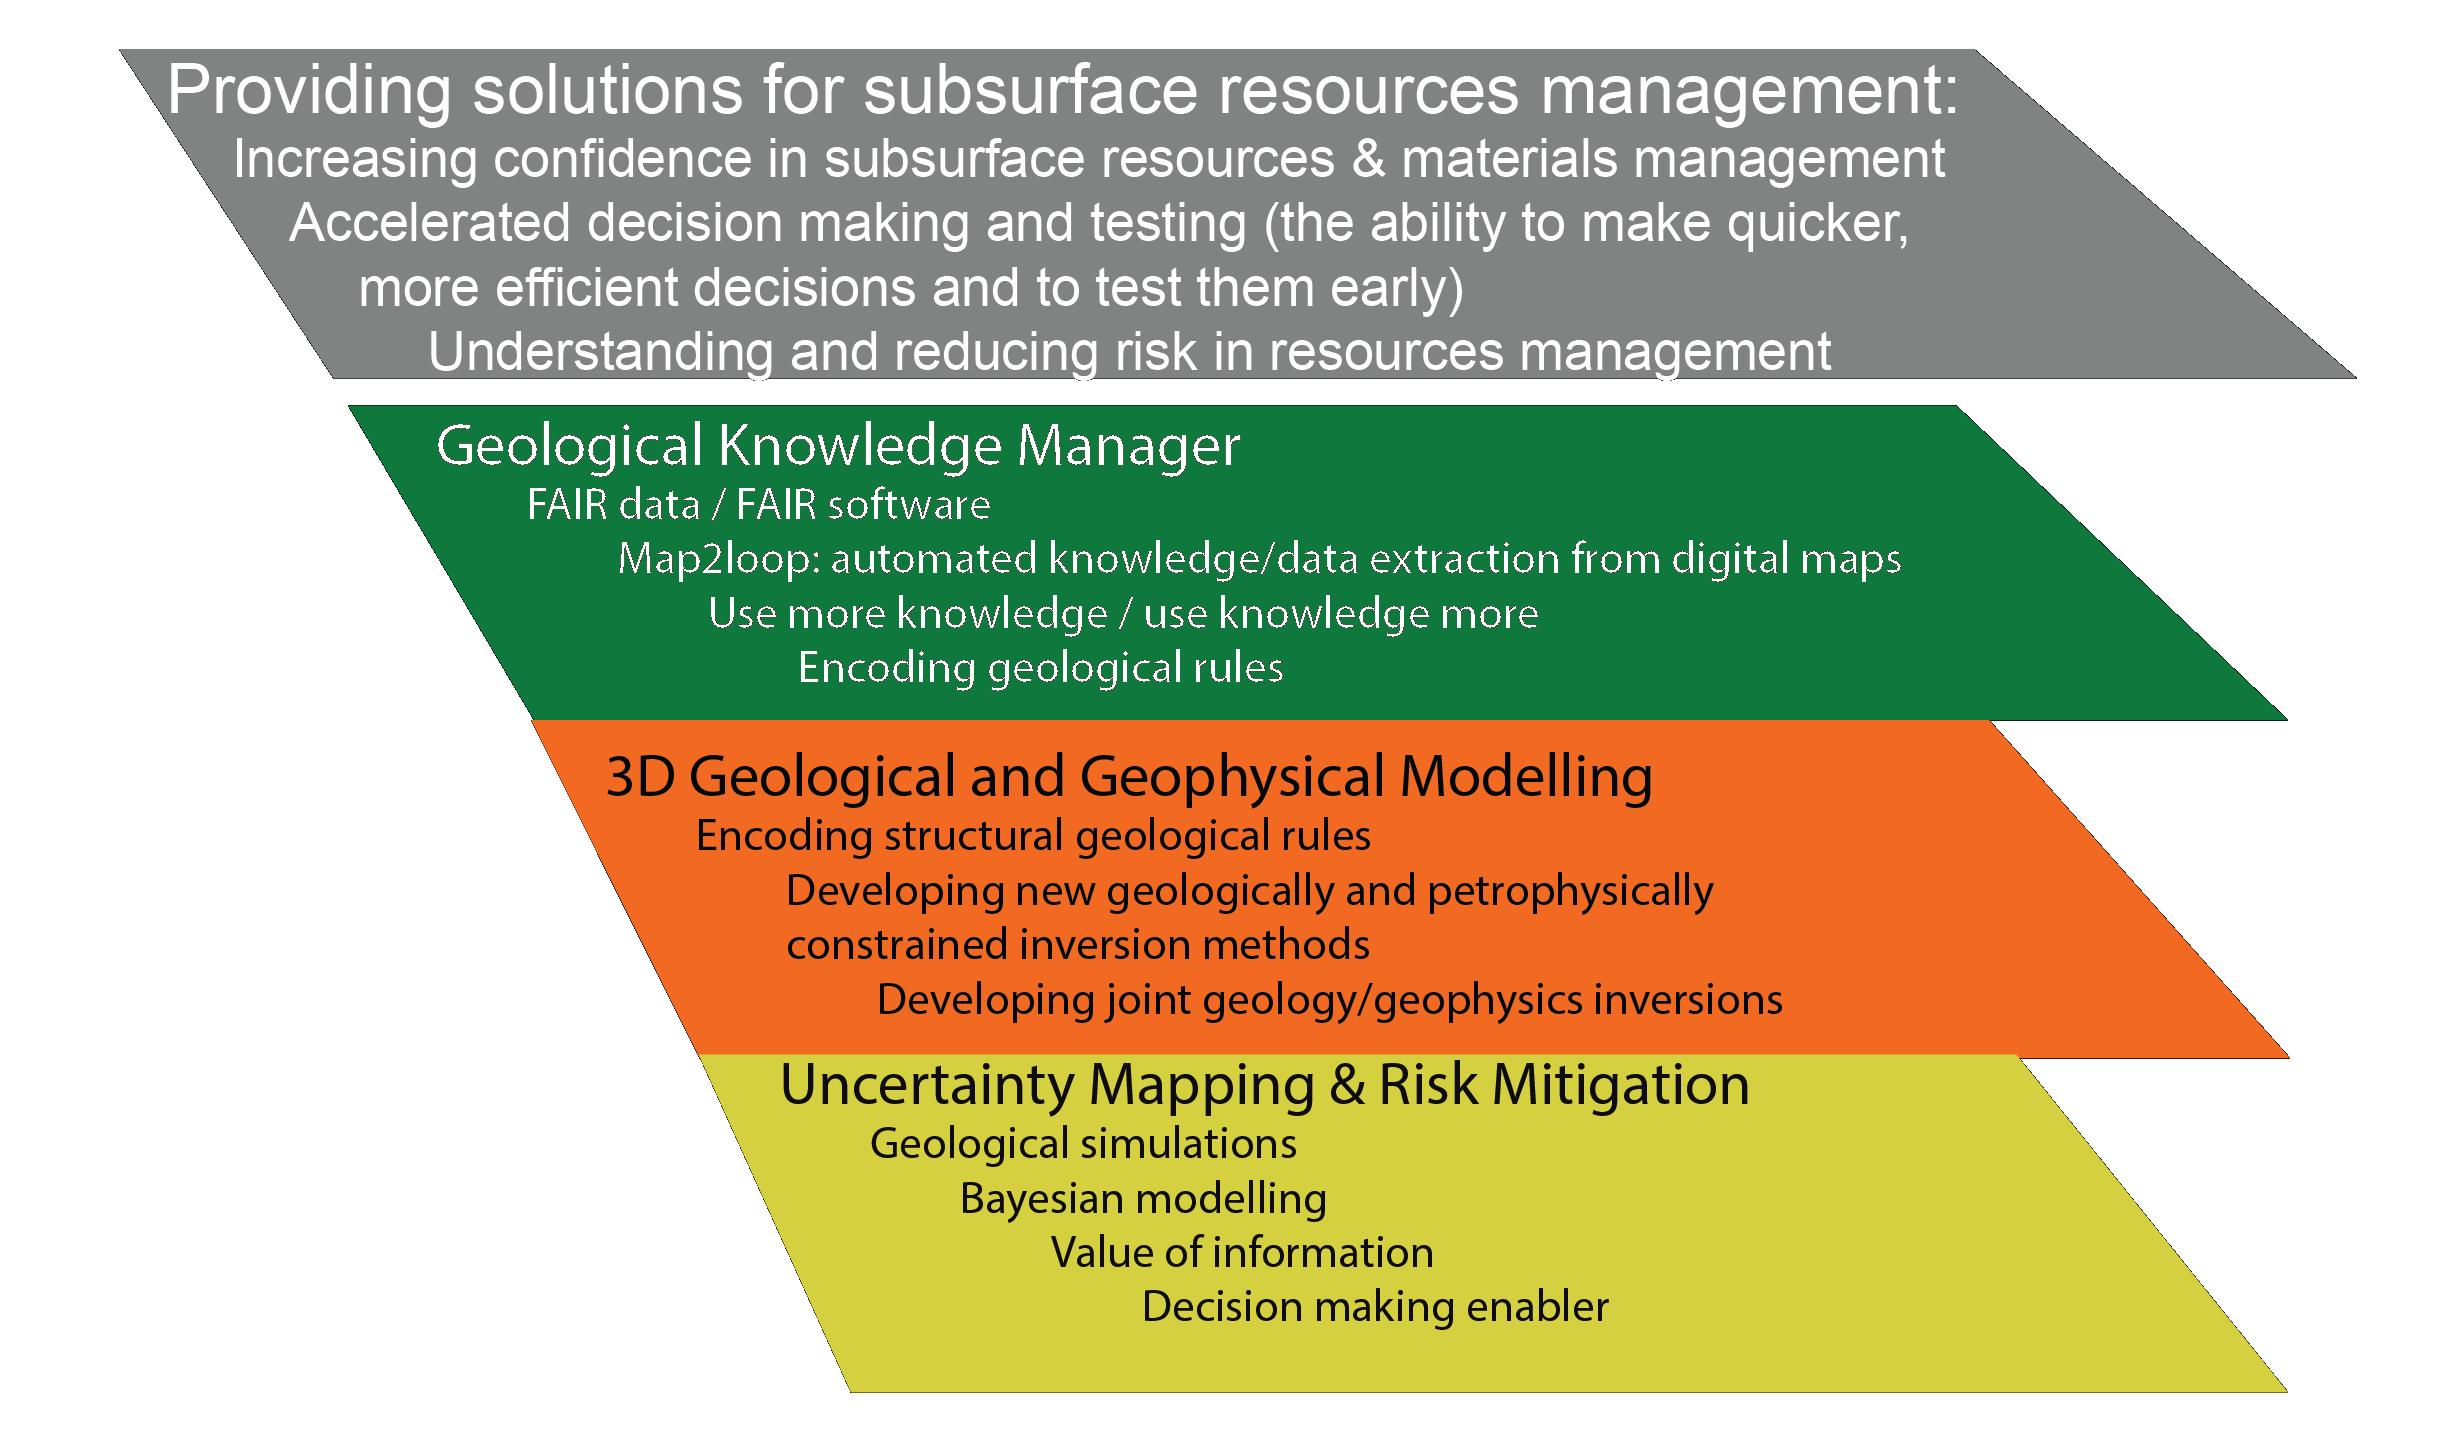 Providing solutions for subsurface resources management:
Increasing confidence in subsurface resources & materials management
Accelerated decision making and testing (the ability to make quicker,
more efficient decisions and to test them early)
Understanding and reducing risk in resources management
Geological Knowledge Manager
FAIR data / FAIR software
Map2loop: automated knowledge/data extraction from digital maps
Use more knowledge / use knowledge more
Encoding geological rules
3D Geological and Geophysical Modelling
Encoding structural geological rules
Developing new geologically and petrophysically
constrained inversion methods
Developing joint geology/geophysics inversions
Uncertainty Mapping & Risk Mitigation
Geological simulations
Bayesian modelling
Value of information
Decision making enabler